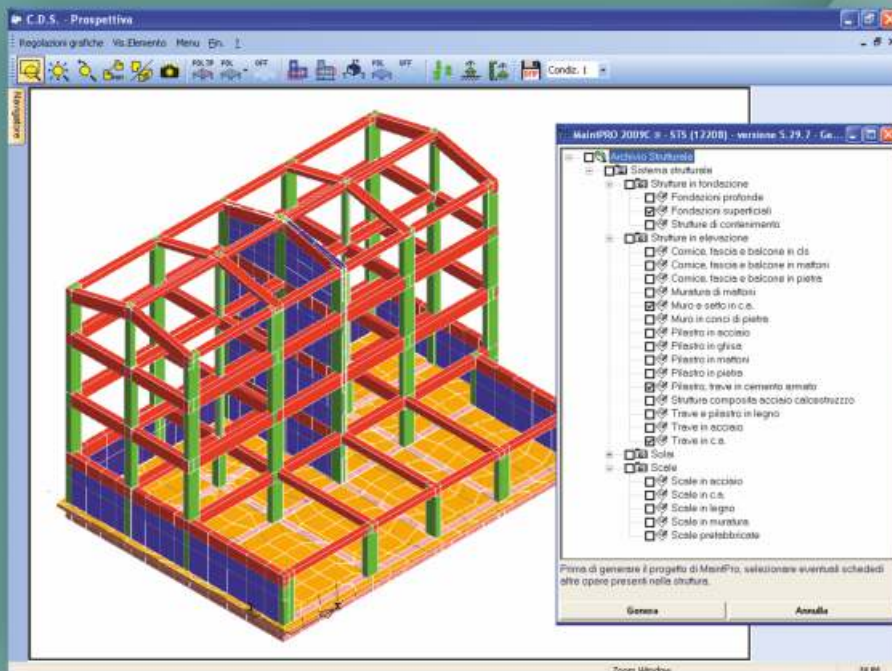 C.D.S. - Prospettiva
Regolazioni grafiche Vis.Elemento Menu Fin. ?
OFF OFF Condiz. 1
Navigatore
MaintPRO 2009C ® - STS (12208) - versione 5.29.7 - Ge...
Archivio Strutturale
Sistema strutturale
Strutture in fondazione
Fondazioni profonde
Fondazioni superficiali
Strutture di contenimento
Strutture in elevazione
Cornice, fascia e balcone in cls
Cornice, fascia e balcone in mattoni
Cornice, fascia e balcone in pietra
Muratura di mattoni
Muro e setto in c.a.
Muro in conci di pietra
Pilastro in acciaio
Pilastro in ghisa
Pilastro in mattoni
Pilastro in pietra
Pilastro, trave in cemento armato
Struttura composita acciaio calcestruzzo
Trave e pilastro in legno
Trave in acciaio
Trave in c.a.
Solai
Scale
Scale in acciaio
Scale in c.a.
Scale in legno
Scale in muratura
Scale prefabbricate
Prima di generare il progetto di MaintPro, selezionare eventuali schededi
altre opere presenti nella struttura.
Genera Annulla
Zoom Window